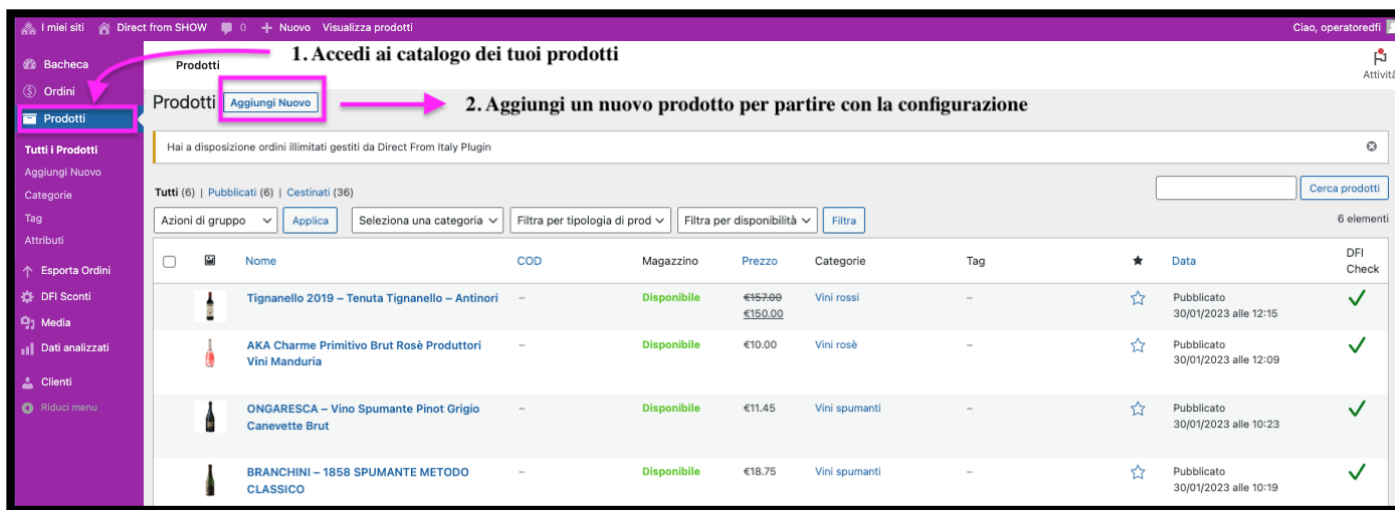 I miei siti Direct from SHOW 0 + Nuovo Visualizza prodotti Ciao, operatoredfi
Bacheca
Ordini
Prodotti
Tutti i Prodotti
Aggiungi Nuovo
Categorie
Tag
Attributi
Esporta Ordini
DFI Sconti
Media
Dati analizzati
Clienti
Riduci menu
Prodotti
1. Accedi ai catalogo dei tuoi prodotti
Attività
Prodotti Aggiungi Nuovo
2. Aggiungi un nuovo prodotto per partire con la configurazione
Hai a disposizione ordini illimitati gestiti da Direct From Italy Plugin
Tutti (6) | Pubblicati (6) | Cestinati (36)
Cerca prodotti
Azioni di gruppo Applica Seleziona una categoria Filtra per tipologia di prod Filtra per disponibilità Filtra 6 elementi
Nome COD Magazzino Prezzo Categorie Tag Data DFI Check
Tignanello 2019 – Tenuta Tignanello – Antinori – Disponibile €157.00 Vini rossi – Pubblicato
€150.00 30/01/2023 alle 12:15
AKA Charme Primitivo Brut Rosè Produttori – Disponibile €10.00 Vini rosè – Pubblicato
Vini Manduria 30/01/2023 alle 12:09
ONGARESCA – Vino Spumante Pinot Grigio – Disponibile €11.45 Vini spumanti – Pubblicato
Canevette Brut 30/01/2023 alle 10:23
BRANCHINI – 1858 SPUMANTE METODO – Disponibile €18.75 Vini spumanti – Pubblicato
CLASSICO 30/01/2023 alle 10:19